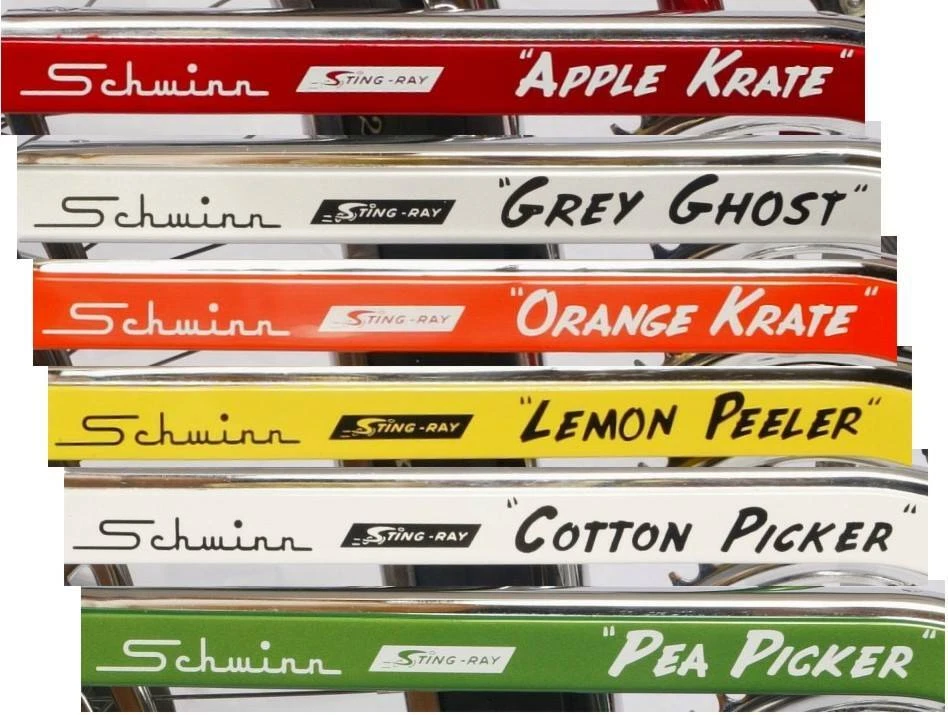 Schwinn STING-RAY "APPLE KRATE"
Schwinn STING-RAY "GREY GHOST"
Schwinn STING-RAY "ORANGE KRATE"
Schwinn STING-RAY "LEMON PEELER"
Schwinn STING-RAY "COTTON PICKER"
Schwinn STING-RAY "PEA PICKER"